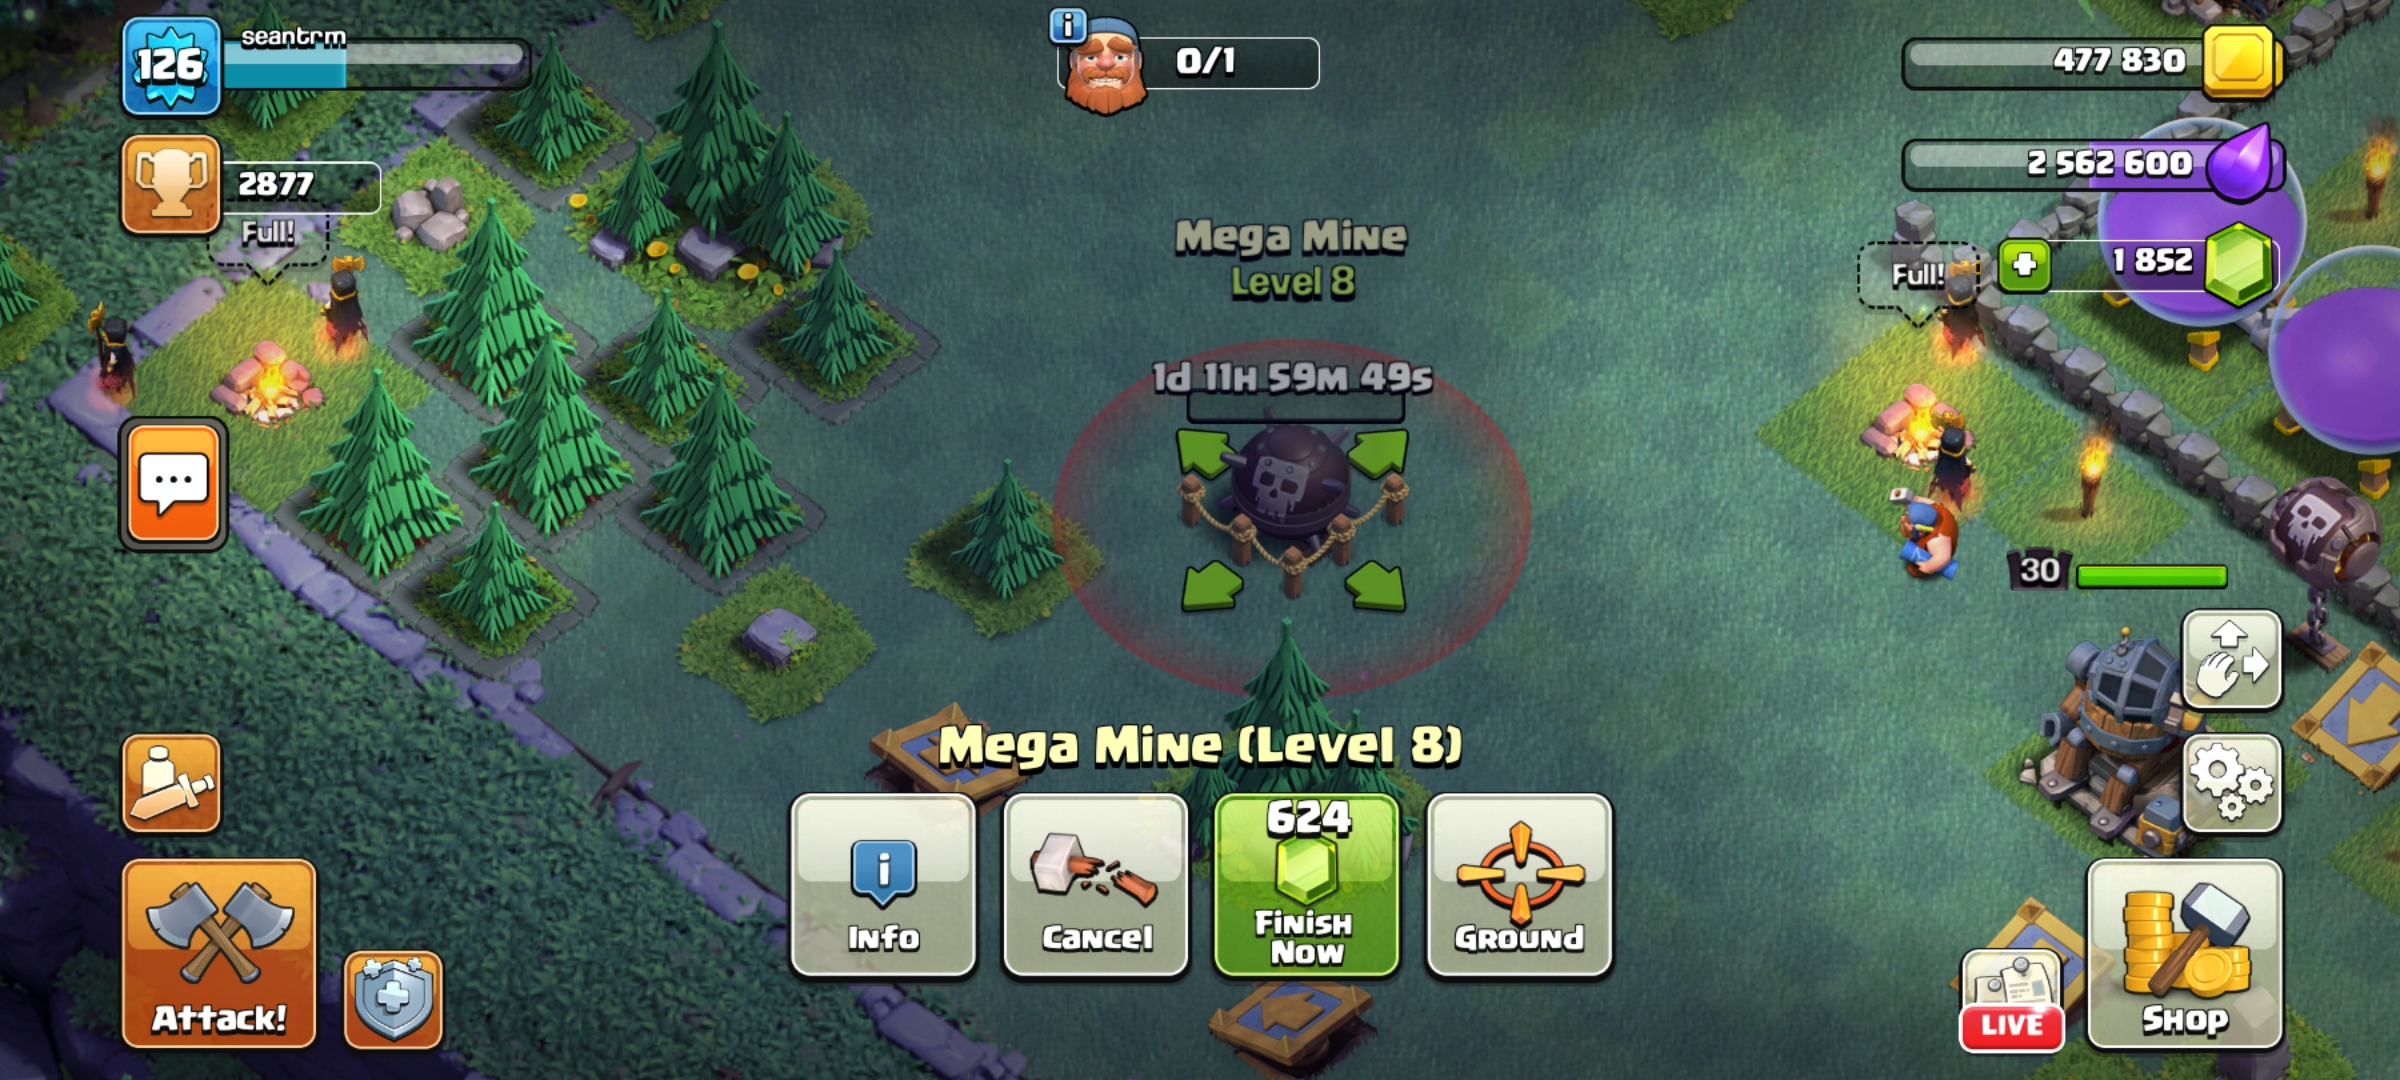 126
seantrm
0/1
477 830
2 562 600
2877
Full!
Mega Mine
Level 8
Full!
1 852
1d 11H 59M 49s
30
Mega Mine (Level 8)
Info
Cancel
624
Finish
Now
Ground
Attack!
LIVE
Shop